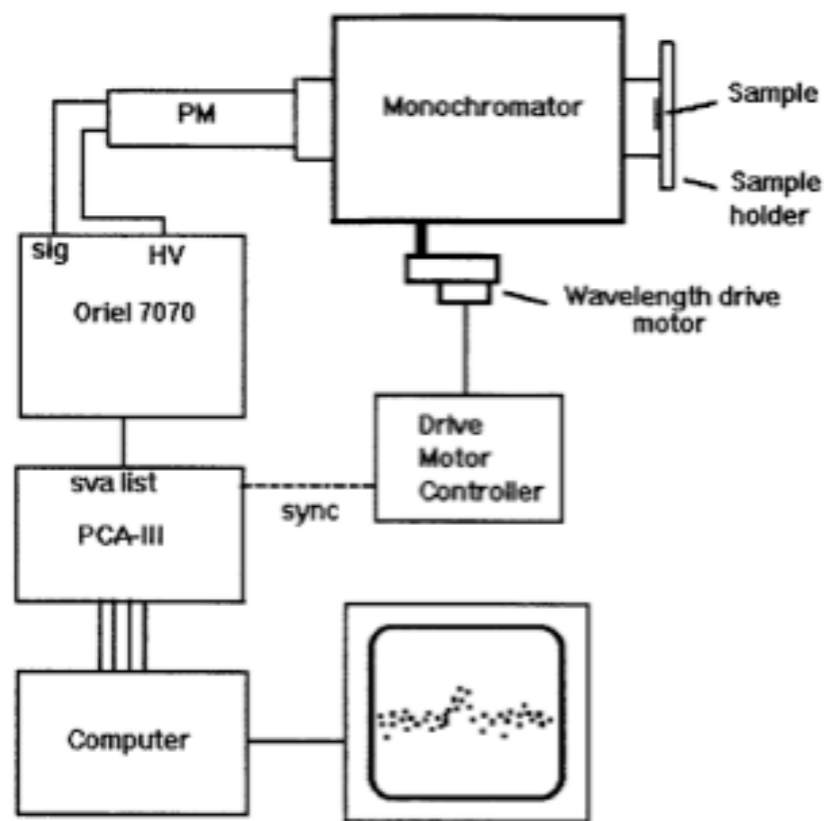 PM
Monochromator
Sample
Sample
holder
sig
HV
Oriel 7070
Wavelength drive
motor
Drive
Motor
Controller
sva list
sync
PCA-III
Computer